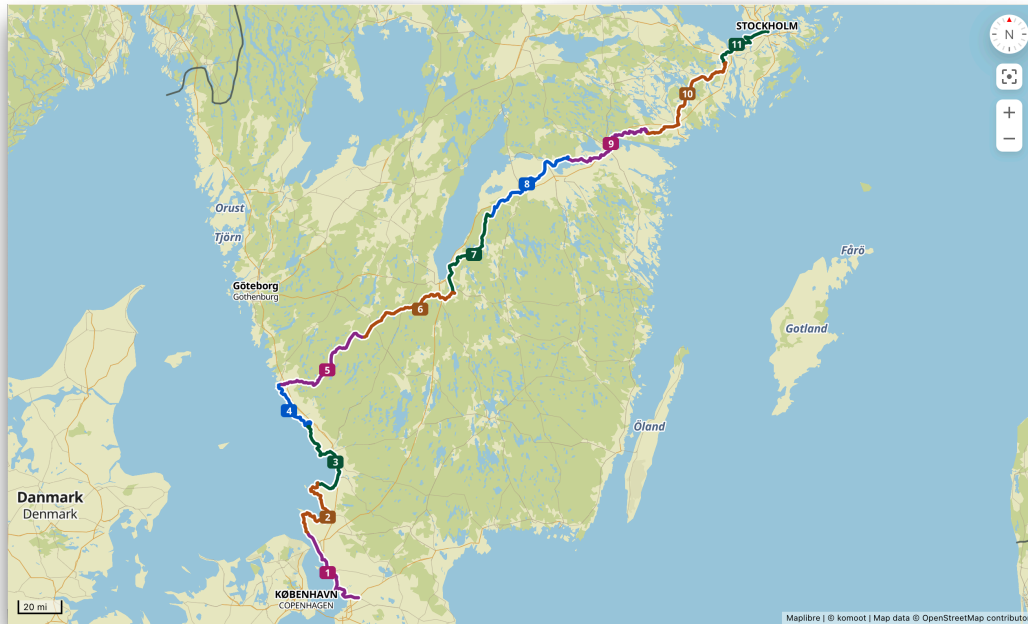 STOCKHOLM
11
N
10
+
−
9
8
Orust
Tjörn
7
Fårö
Göteborg
Gothenburg
6
Gotland
5
4
Öland
3
Danmark
Denmark
2
1
KØBENHAVN
COPENHAGEN
20 mi
Maplibre | © komoot | Map data © OpenStreetMap contributo